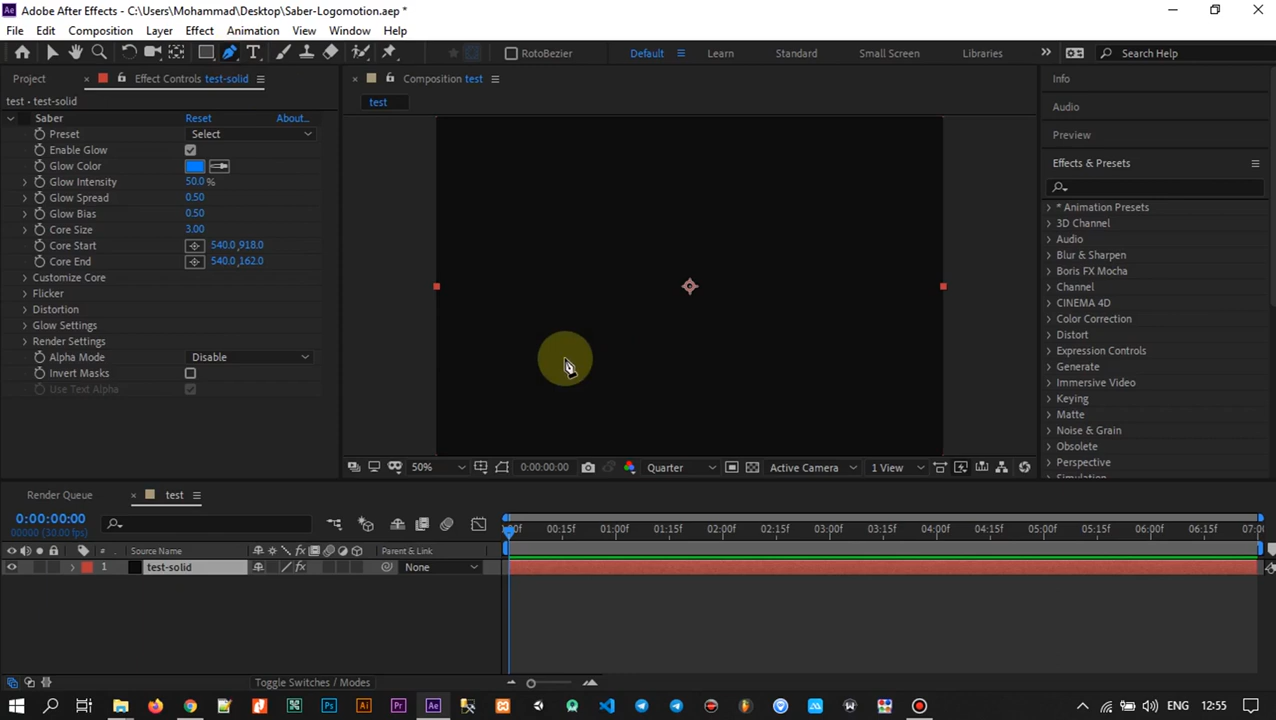 Adobe After Effects - C:\Users\Mohammad\Desktop\Saber-Logomotion.aep *
File Edit Composition Layer Effect Animation View Window Help
RotoBezier Default Learn Standard Small Screen Libraries Search Help
Project Effect Controls test-solid Composition test Info
test • test-solid test
Audio
Saber Reset About...
Preset Select Preview
Enable Glow
Glow Color Effects & Presets
Glow Intensity 50.0 %
Glow Spread 0.50
* Animation Presets
Glow Bias 0.50
3D Channel
Core Size 3.00
Audio
Core Start 540.0,918.0
Blur & Sharpen
Core End 540.0,162.0
Boris FX Mocha
Customize Core
Channel
Flicker
CINEMA 4D
Distortion
Color Correction
Glow Settings
Distort
Render Settings
Expression Controls
Alpha Mode Disable
Generate
Invert Masks
Immersive Video
Use Text Alpha
Keying
Matte
Noise & Grain
Obsolete
Perspective
Simulation
50% 0:00:00:00 Quarter Active Camera 1 View
Render Queue test
0:00:00:00
00000 (30.00 fps)
00:15f 01:00f 01:15f 02:00f 02:15f 03:00f 03:15f 04:00f 04:15f 05:00f 05:15f 06:00f 06:15f 07:0
# Source Name Parent & Link
1 test-solid None
Toggle Switches / Modes
ENG 12:55